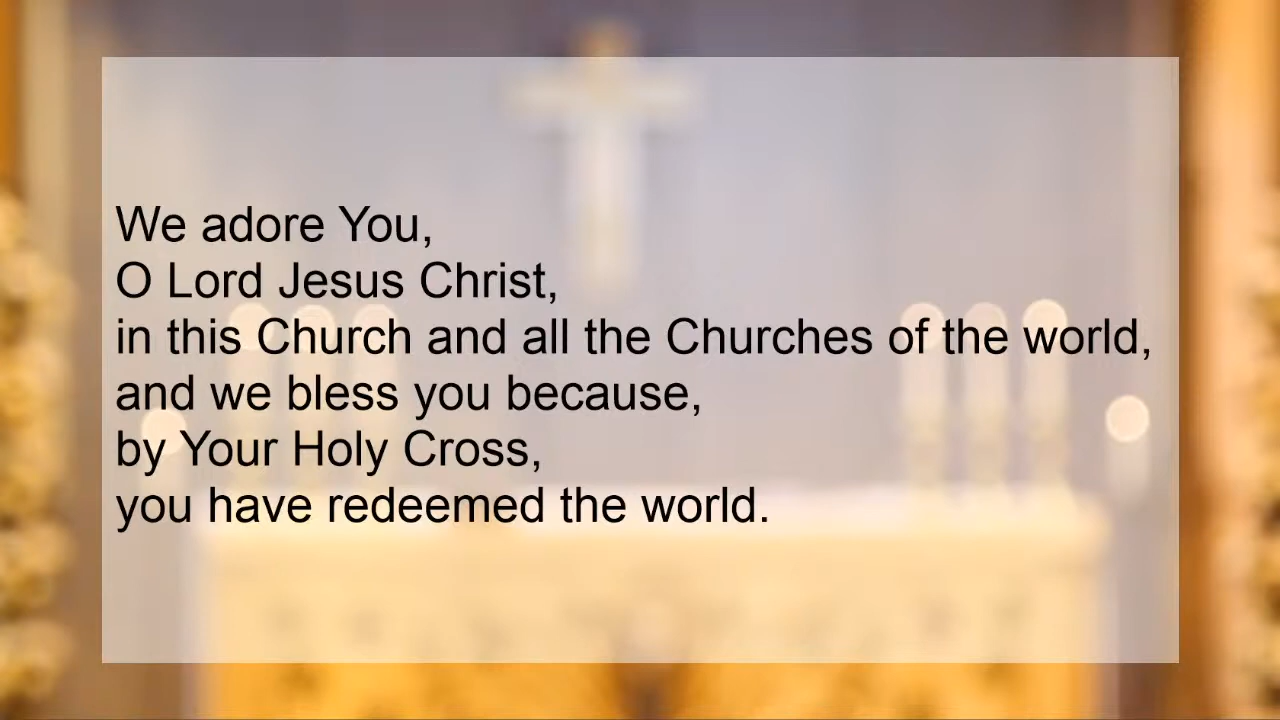 We adore You,
O Lord Jesus Christ,
in this Church and all the Churches of the world,
and we bless you because,
by Your Holy Cross,
you have redeemed the world.